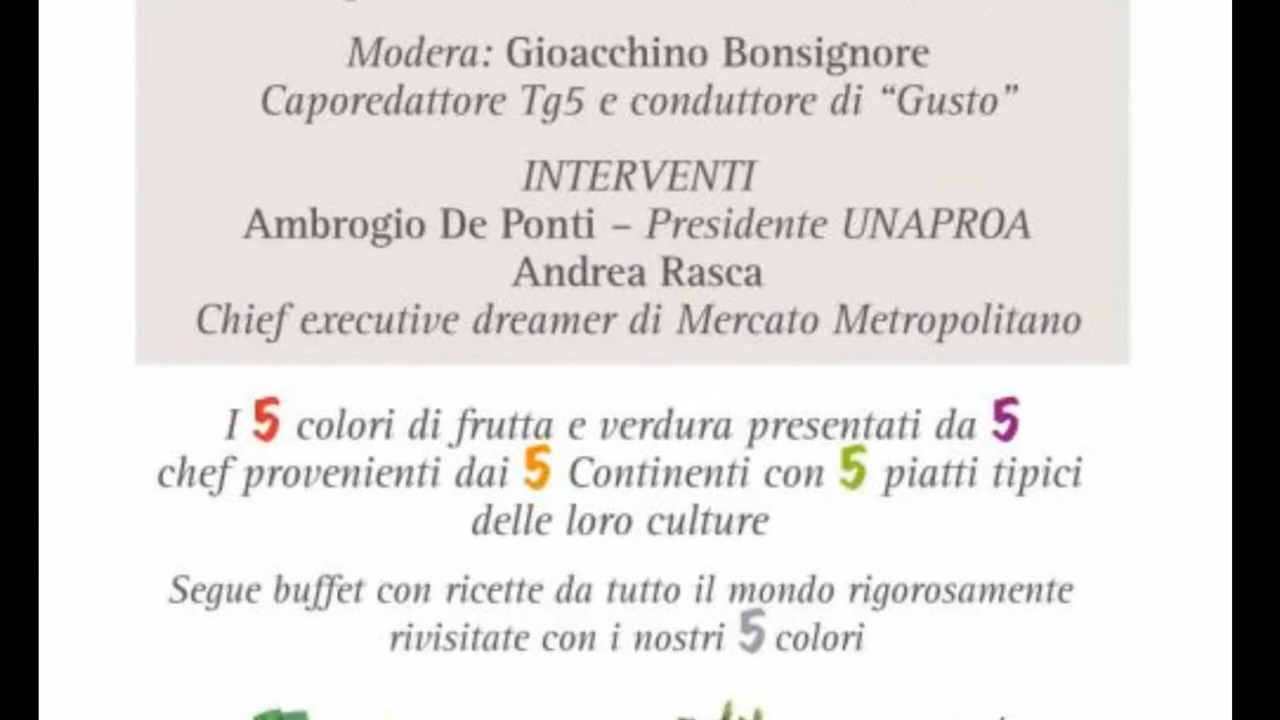 Modera: Gioacchino Bonsignore
Caporedattore Tg5 e conduttore di “Gusto”
INTERVENTI
Ambrogio De Ponti – Presidente UNAPROA
Andrea Rasca
Chief executive dreamer di Mercato Metropolitano
I 5 colori di frutta e verdura presentati da 5
chef provenienti dai 5 Continenti con 5 piatti tipici
delle loro culture
Segue buffet con ricette da tutto il mondo rigorosamente
rivisitate con i nostri 5 colori